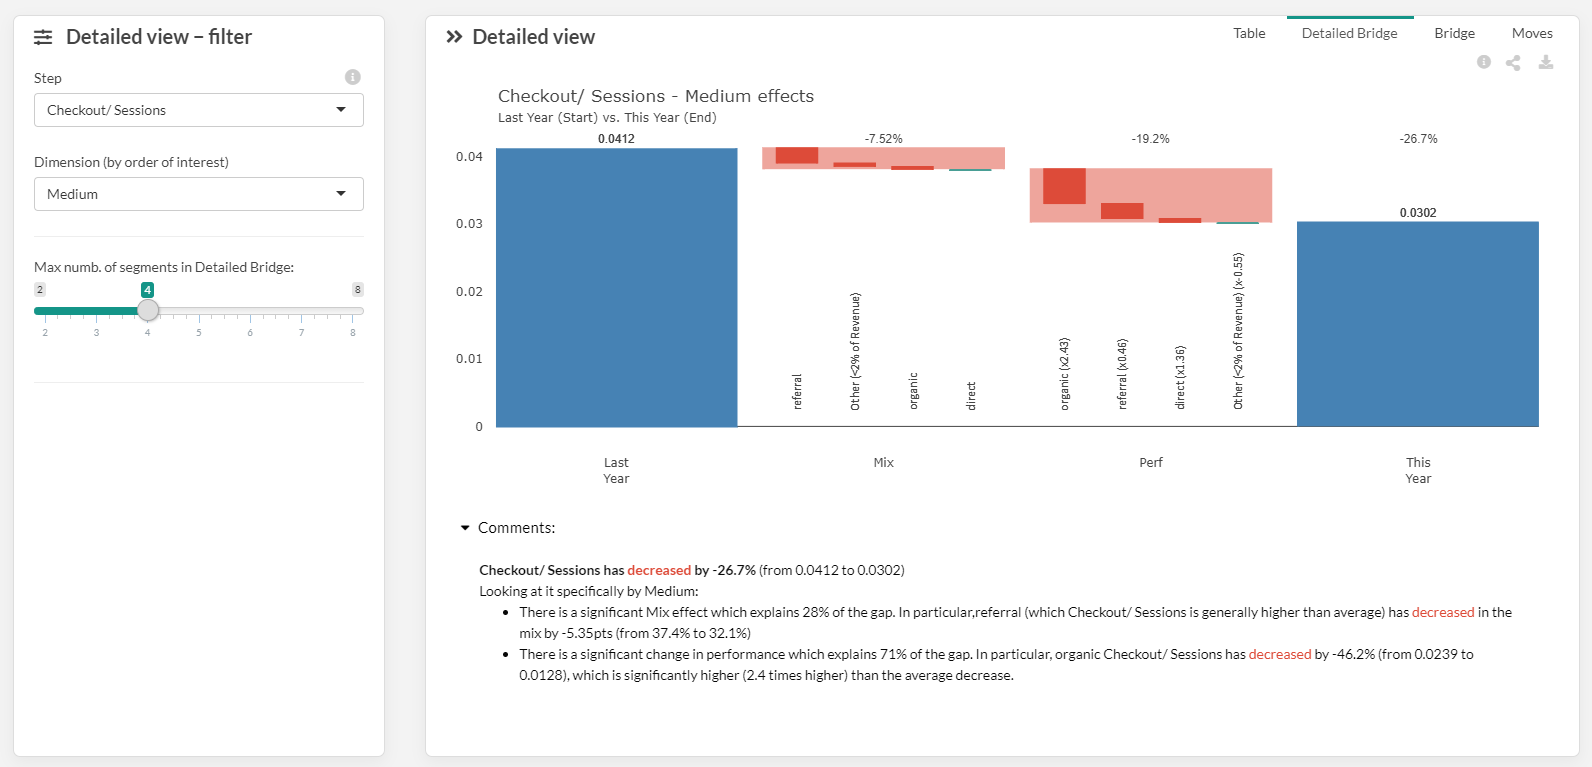 Detailed view – filter
Step
Checkout/ Sessions
Dimension (by order of interest)
Medium
Max numb. of segments in Detailed Bridge:
2 4 8
2 3 4 5 6 7 8
Detailed view
Table Detailed Bridge Bridge Moves
Checkout/ Sessions - Medium effects
Last Year (Start) vs. This Year (End)
0.0412 -7.52% -19.2% -26.7%
0.04
0.03
0.0302
0.02
0.01
0
referral
Other (<2% of Revenue)
organic
direct
organic (x2.43)
referral (x0.46)
direct (x1.36)
Other (<2% of Revenue) (x-0.55)
Last
Year
Mix
Perf
This
Year
Comments:
Checkout/ Sessions has decreased by -26.7% (from 0.0412 to 0.0302)
Looking at it specifically by Medium:
• There is a significant Mix effect which explains 28% of the gap. In particular,referral (which Checkout/ Sessions is generally higher than average) has decreased in the
mix by -5.35pts (from 37.4% to 32.1%)
• There is a significant change in performance which explains 71% of the gap. In particular, organic Checkout/ Sessions has decreased by -46.2% (from 0.0239 to
0.0128), which is significantly higher (2.4 times higher) than the average decrease.